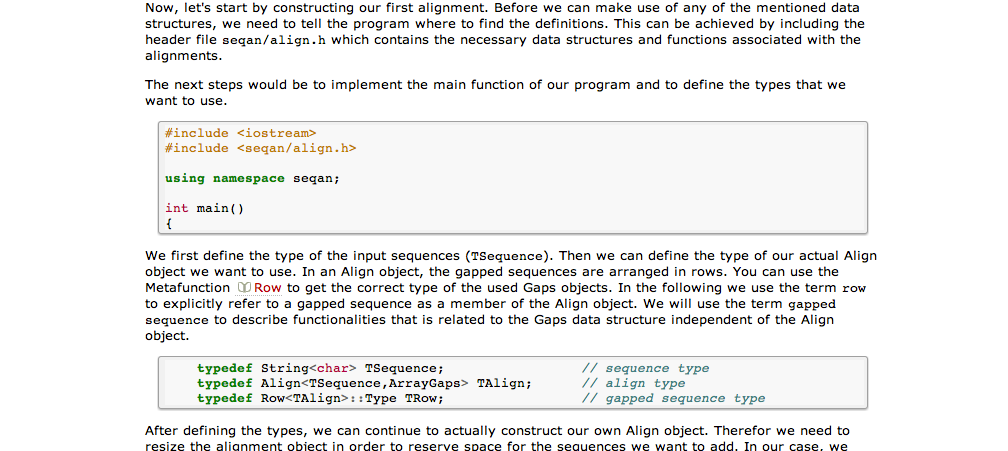 Now, let's start by constructing our first alignment. Before we can make use of any of the mentioned data
structures, we need to tell the program where to find the definitions. This can be achieved by including the
header file seqan/align.h which contains the necessary data structures and functions associated with the
alignments.
The next steps would be to implement the main function of our program and to define the types that we
want to use.
#include <iostream>
#include <seqan/align.h>
using namespace seqan;
int main()
{
We first define the type of the input sequences (TSequence). Then we can define the type of our actual Align
object we want to use. In an Align object, the gapped sequences are arranged in rows. You can use the
Metafunction Row to get the correct type of the used Gaps objects. In the following we use the term row
to explicitly refer to a gapped sequence as a member of the Align object. We will use the term gapped
sequence to describe functionalities that is related to the Gaps data structure independent of the Align
object.
typedef String<char> TSequence; // sequence type
typedef Align<TSequence,ArrayGaps> TAlign; // align type
typedef Row<TAlign>::Type TRow; // gapped sequence type
After defining the types, we can continue to actually construct our own Align object. Therefor we need to
resize the alignment object in order to reserve space for the sequences we want to add. In our case, we